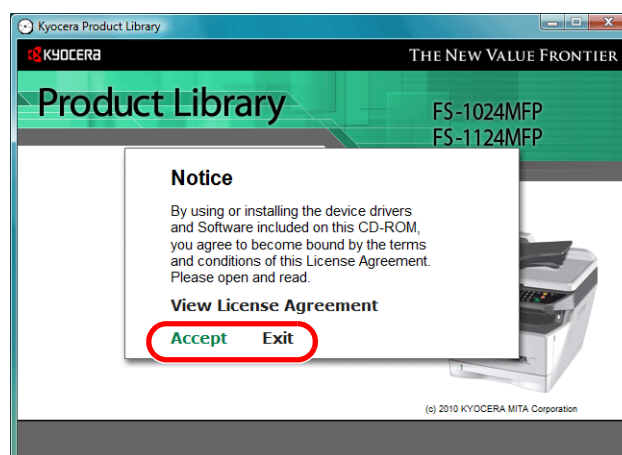 Kyocera Product Library
KYOCERA
THE NEW VALUE FRONTIER
Product Library
FS-1024MFP
FS-1124MFP
Notice
By using or installing the device drivers
and Software included on this CD-ROM,
you agree to become bound by the terms
and conditions of this License Agreement.
Please open and read.
View License Agreement
Accept Exit
(c) 2010 KYOCERA MITA Corporation